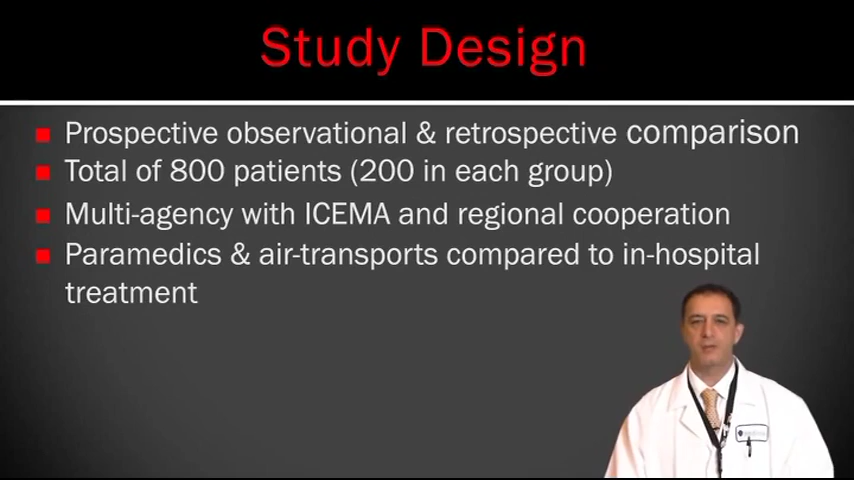 Study Design
Prospective observational & retrospective comparison
Total of 800 patients (200 in each group)
Multi-agency with ICEMA and regional cooperation
Paramedics & air-transports compared to in-hospital
treatment